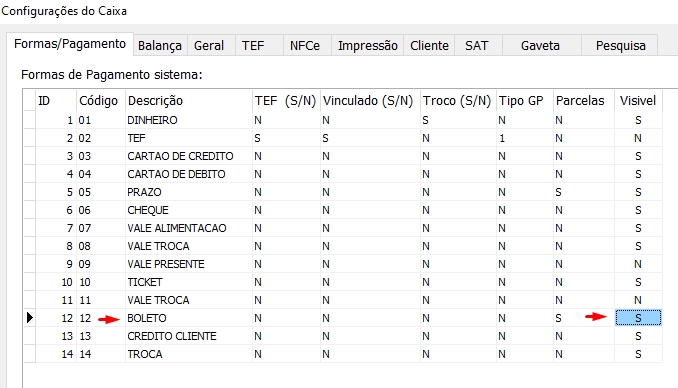 Configurações do Caixa
Formas/Pagamento Balança Geral TEF NFCe Impressão Cliente SAT Gaveta Pesquisa
Formas de Pagamento sistema:
ID Código Descrição TEF (S/N) Vinculado (S/N) Troco (S/N) Tipo GP Parcelas Visivel
1 01 DINHEIRO N N S N N S
2 02 TEF S S N 1 N N
3 03 CARTAO DE CREDITO N N N N N S
4 04 CARTAO DE DEBITO N N N N N S
5 05 PRAZO N N N N S S
6 06 CHEQUE N N N N N S
7 07 VALE ALIMENTACAO N N N N N S
8 08 VALE TROCA N N N N N S
9 09 VALE PRESENTE N N N N N N
10 10 TICKET N N N N N S
11 11 VALE TROCA N N N N N N
12 12 BOLETO N N N N S S
13 13 CREDITO CLIENTE N N N N N S
14 14 TROCA N N N N N S